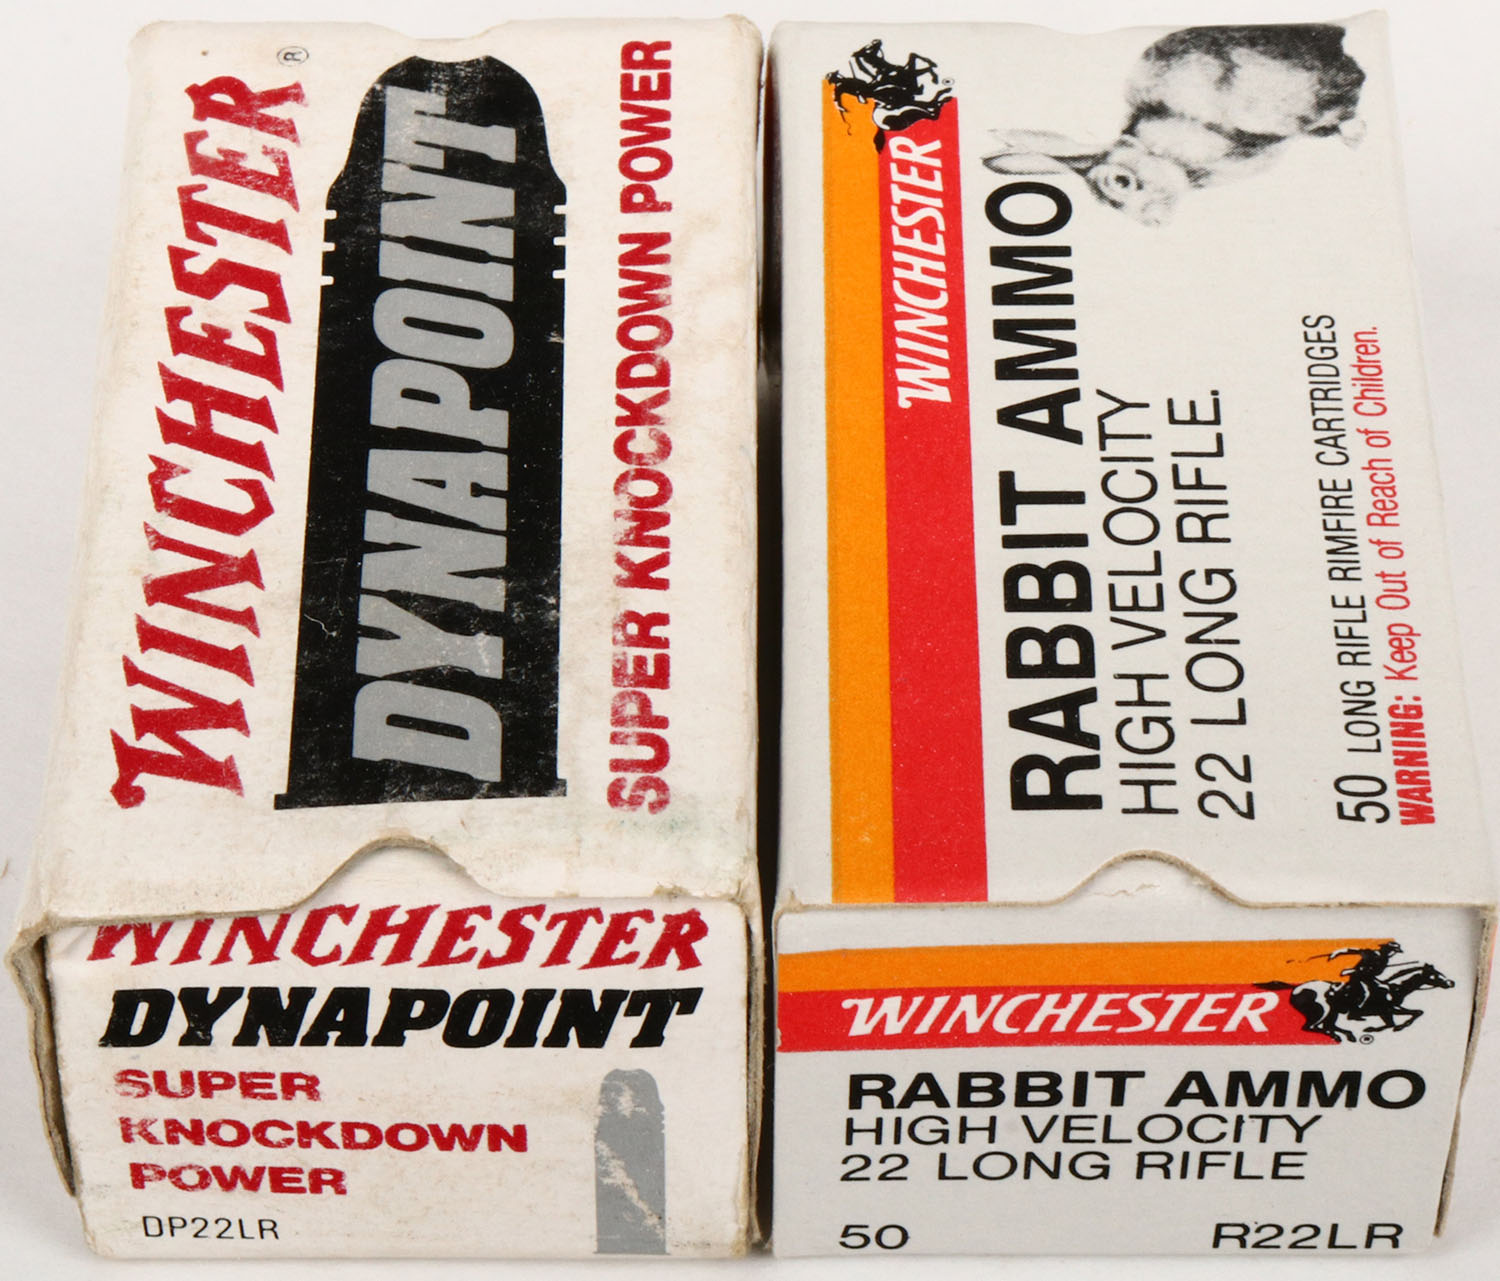 WINCHESTER ®
DYNAPOINT
SUPER KNOCKDOWN POWER
WINCHESTER
DYNAPOINT
SUPER
KNOCKDOWN
POWER
DP22LR
WINCHESTER ®
RABBIT AMMO
HIGH VELOCITY
22 LONG RIFLE.
50 LONG RIFLE RIMFIRE CARTRIDGES
WARNING: Keep Out of Reach of Children.
WINCHESTER ®
RABBIT AMMO
HIGH VELOCITY
22 LONG RIFLE
50 R22LR